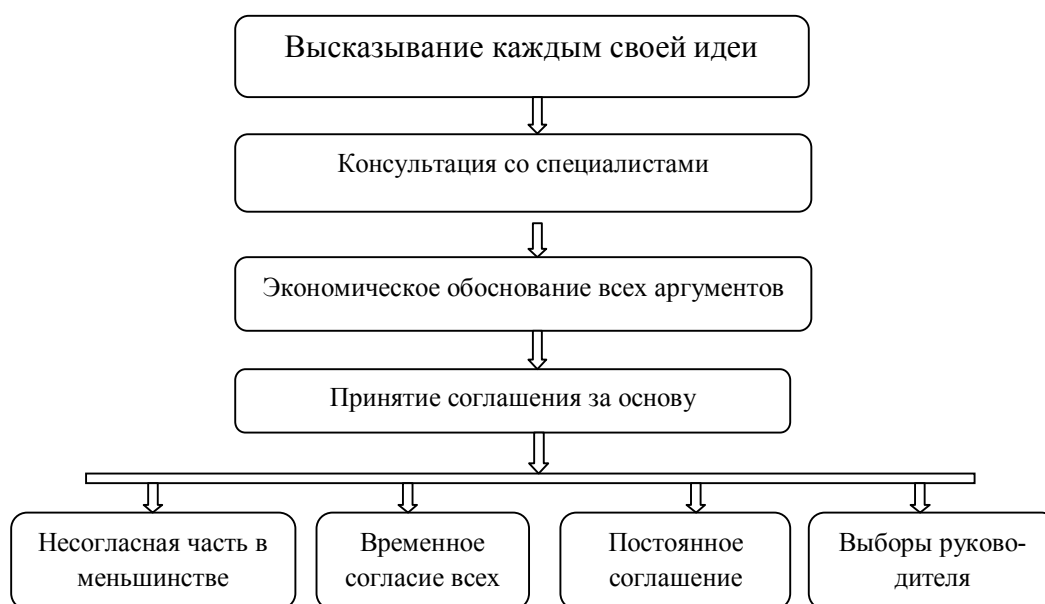 Высказывание каждым своей идеи
Консультация со специалистами
Экономическое обоснование всех аргументов
Принятие соглашения за основу
Несогласная часть в
меньшинстве
Временное
согласие всех
Постоянное
соглашение
Выборы руково-
дителя